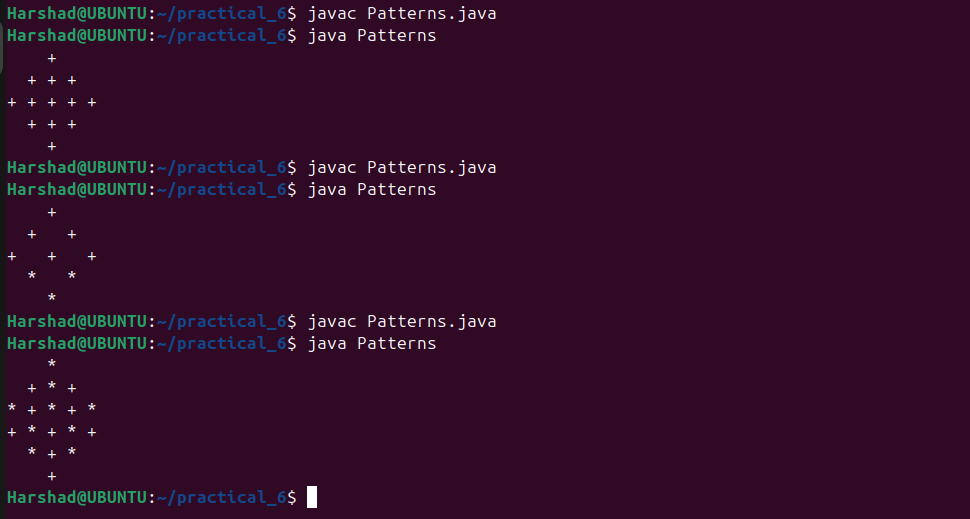 Harshad@UBUNTU:~/practical_6$ javac Patterns.java
Harshad@UBUNTU:~/practical_6$ java Patterns
    +
  + + +
+ + + + +
  + + +
    +
Harshad@UBUNTU:~/practical_6$ javac Patterns.java
Harshad@UBUNTU:~/practical_6$ java Patterns
    +
  +   +
+   +   +
  *   *
    *
Harshad@UBUNTU:~/practical_6$ javac Patterns.java
Harshad@UBUNTU:~/practical_6$ java Patterns
    *
  + * +
* + * + *
+ * + * +
  * + *
    +
Harshad@UBUNTU:~/practical_6$